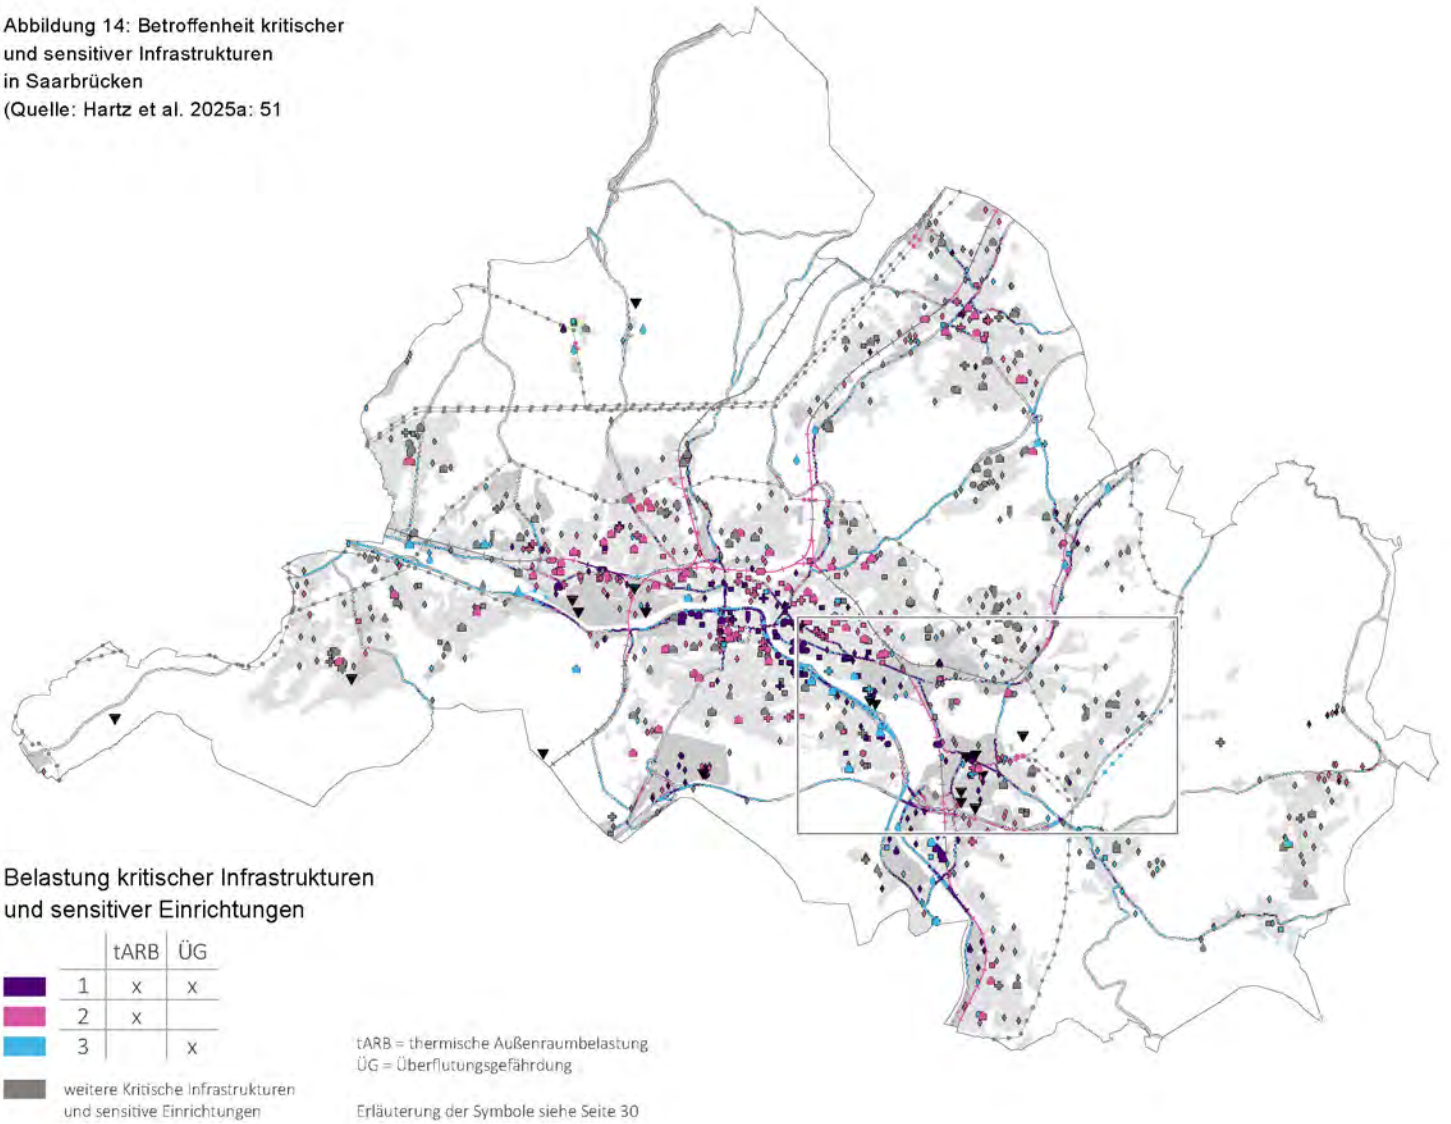 Abbildung 14: Betroffenheit kritischer
und sensitiver Infrastrukturen
in Saarbrücken
(Quelle: Hartz et al. 2025a: 51
Belastung kritischer Infrastrukturen
und sensitiver Einrichtungen
tARB ÜG
1 x x
2 x
3 x
weitere Kritische Infrastrukturen
und sensitive Einrichtungen
tARB = thermische Außenraumbelastung
ÜG = Überflutungsgefährdung
Erläuterung der Symbole siehe Seite 30